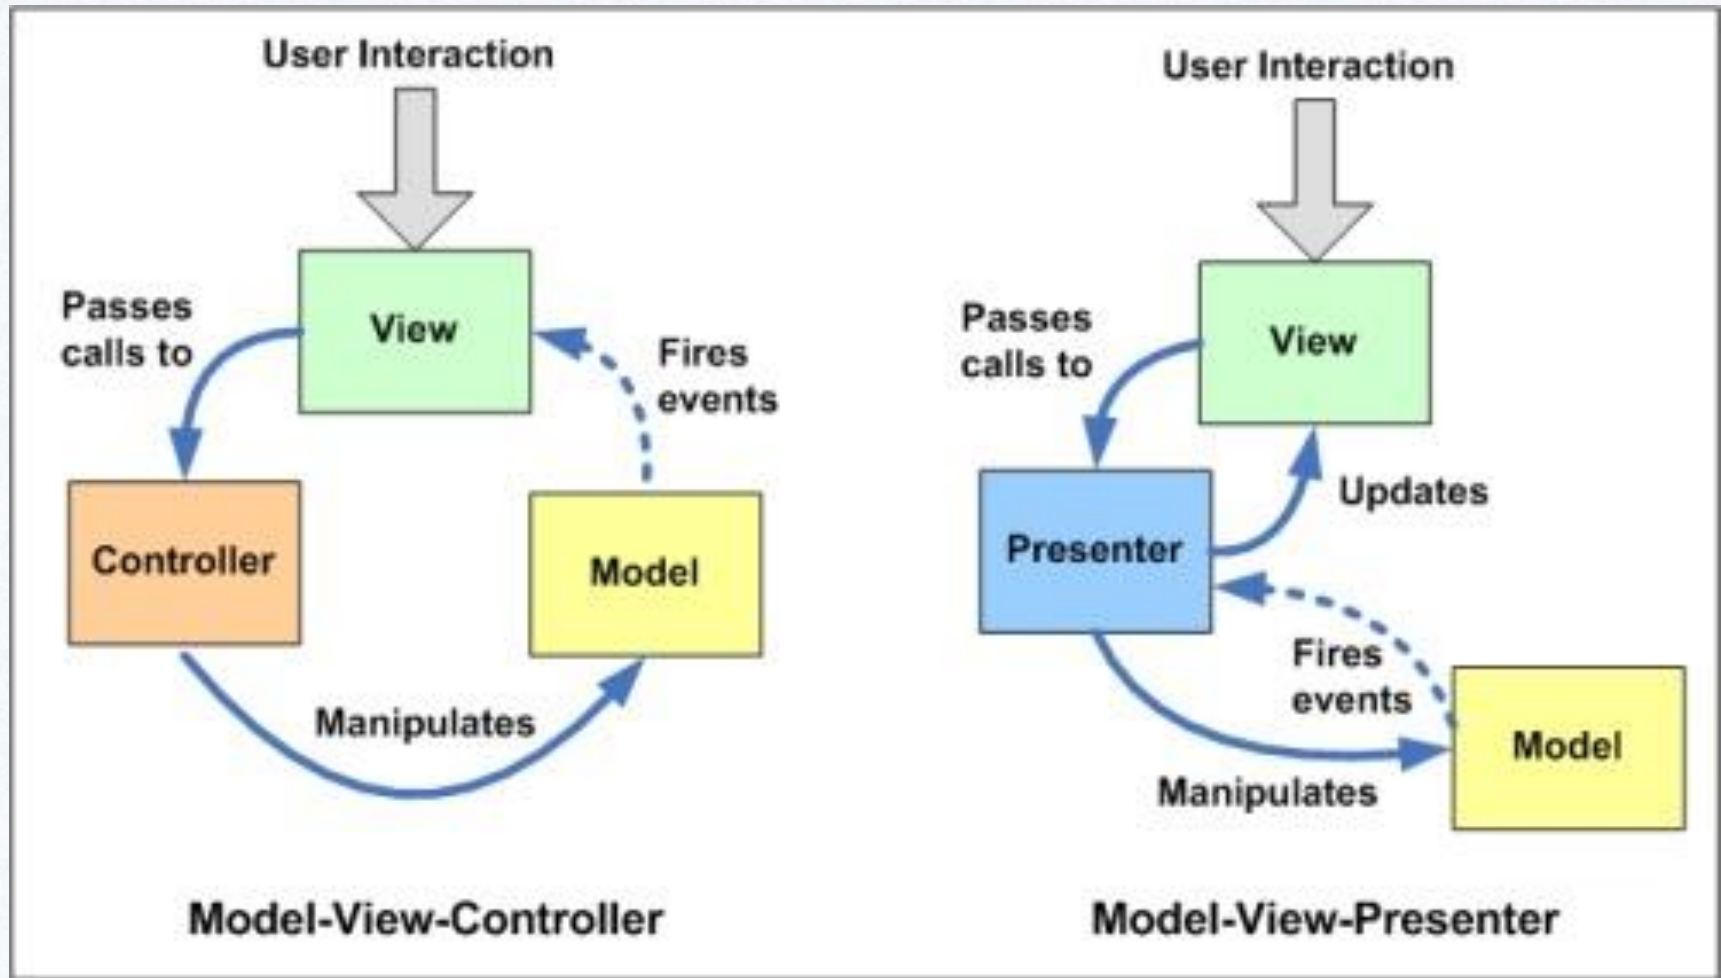 User Interaction
Passes
calls to
View
Fires
events
Controller
Model
Manipulates
Model-View-Controller
User Interaction
Passes
calls to
View
Updates
Presenter
Fires
events
Model
Manipulates
Model-View-Presenter